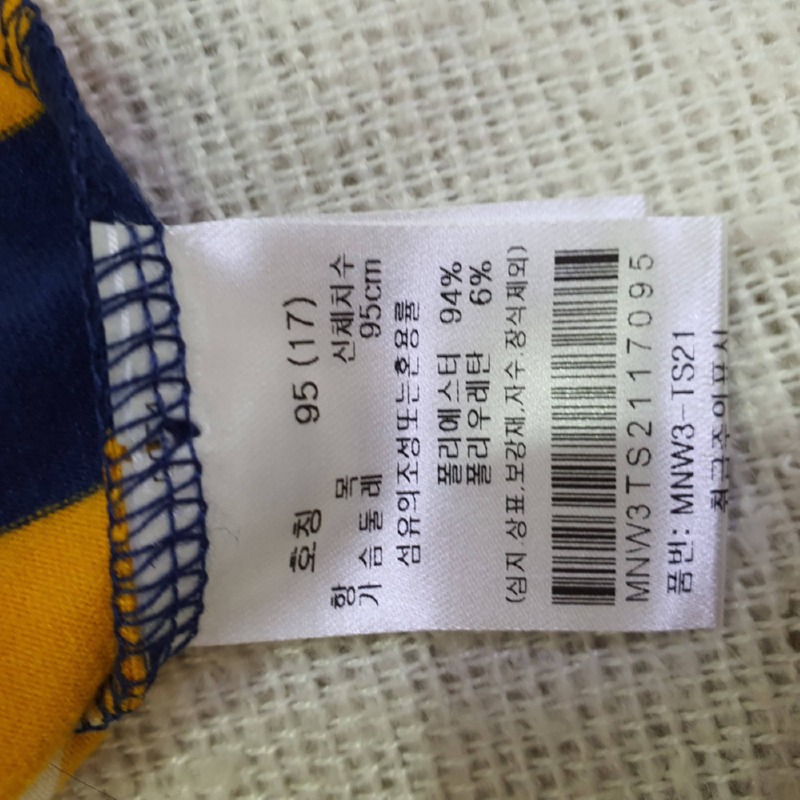 호칭 95 (17)
항 목 신체치수
가 슴 둘 레 95cm
섬유의조성또는혼용률
폴리에스터 94%
폴리우레탄 6%
(심지 상표,보강재,자수,장식제외)
MNW3TS2117095
품번: MNW3-TS21
취급주의표시